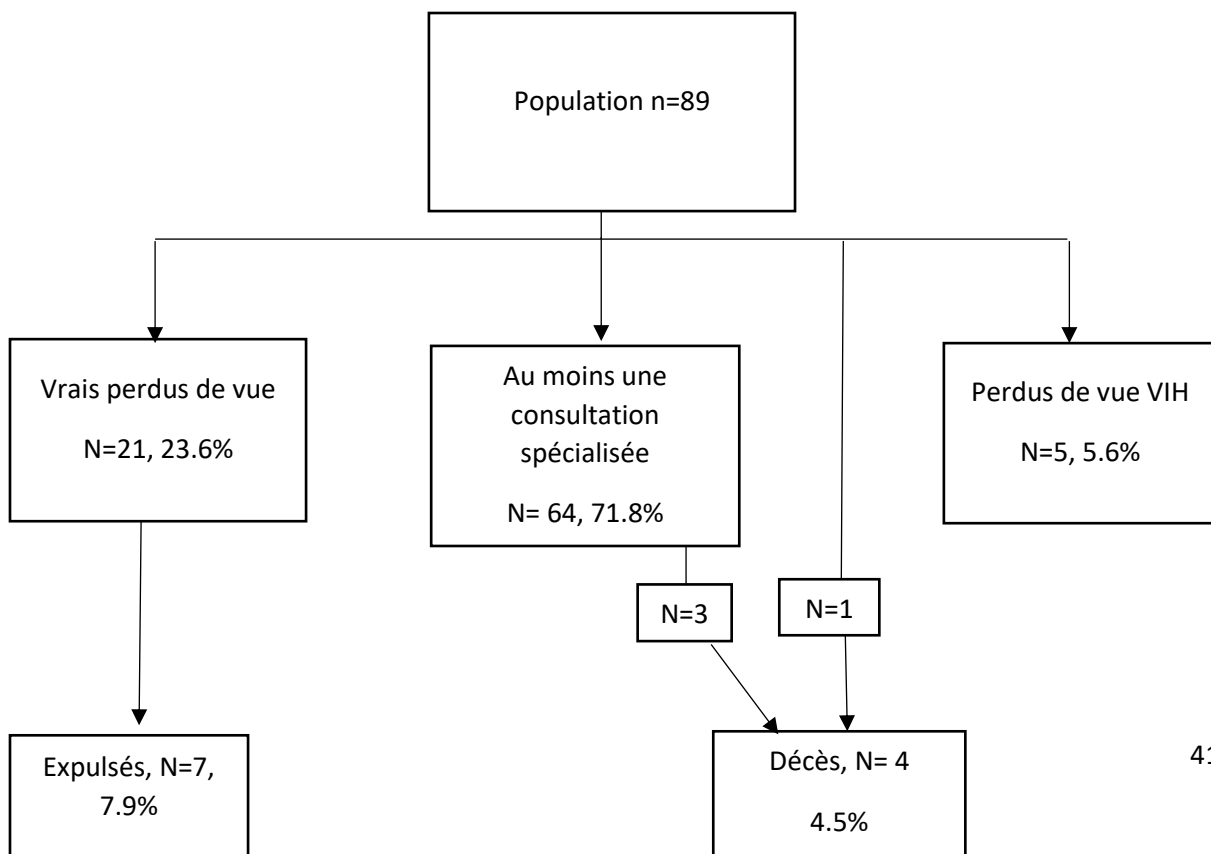 Population n=89
Vrais perdus de vue
N=21, 23.6%
Au moins une
consultation
spécialisée
N= 64, 71.8%
Perdus de vue VIH
N=5, 5.6%
N=3
N=1
Expulsés, N=7,
7.9%
Décès, N= 4
4.5%
41